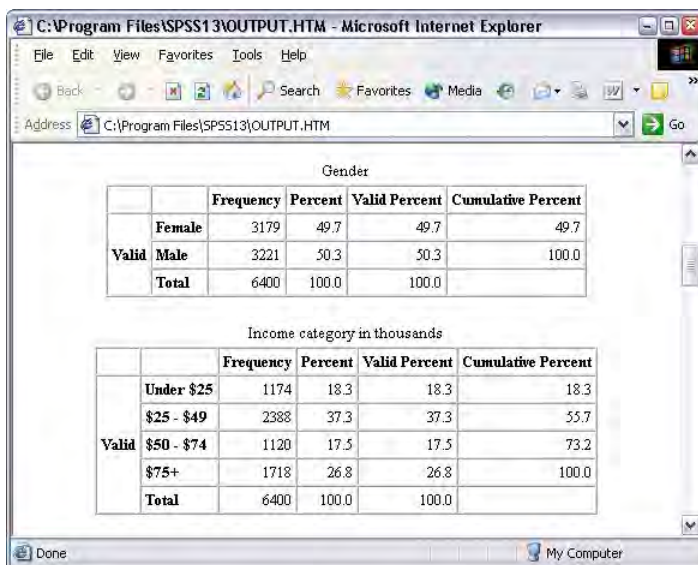 C:\Program Files\SPSS13\OUTPUT.HTM - Microsoft Internet Explorer
File Edit View Favorites Tools Help
Back Search Favorites Media
Address C:\Program Files\SPSS13\OUTPUT.HTM Go
Gender
Frequency Percent Valid Percent Cumulative Percent
Valid Female 3179 49.7 49.7 49.7
Male 3221 50.3 50.3 100.0
Total 6400 100.0 100.0
Income category in thousands
Frequency Percent Valid Percent Cumulative Percent
Valid Under $25 1174 18.3 18.3 18.3
$25 - $49 2388 37.3 37.3 55.7
$50 - $74 1120 17.5 17.5 73.2
$75+ 1718 26.8 26.8 100.0
Total 6400 100.0 100.0
Done My Computer